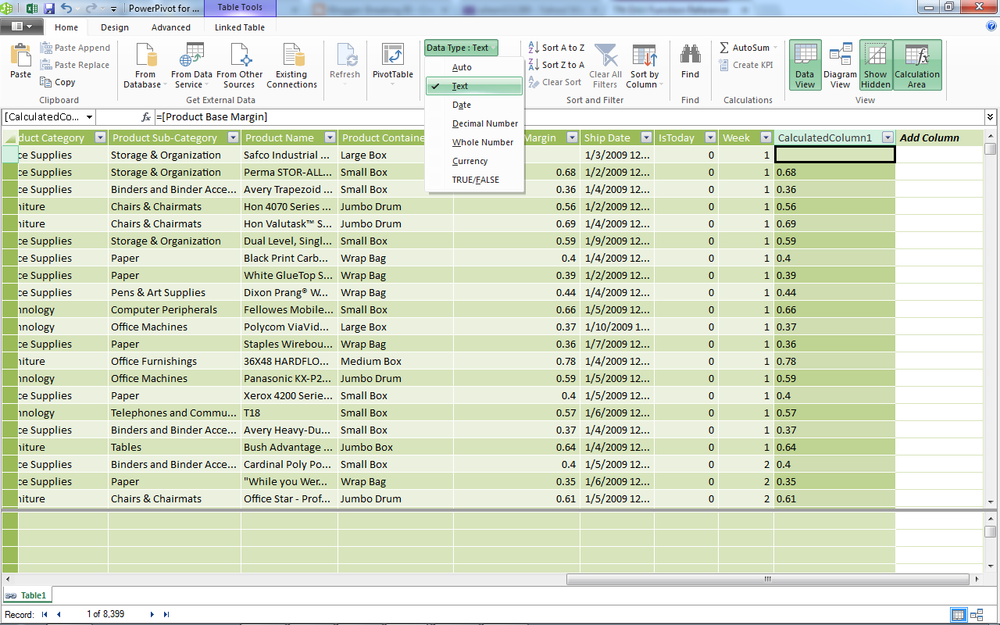 PowerPivot for ... Table Tools
Home Design Advanced Linked Table
Paste
Paste Append
Paste Replace
Copy
Clipboard
From Database
From Data Service
From Other Sources
Existing Connections
Get External Data
Refresh
PivotTable
Data Type : Text
Auto
Text
Date
Decimal Number
Whole Number
Currency
TRUE/FALSE
Sort A to Z
Sort Z to A
Clear Sort
Clear All Filters
Sort by Column
Sort and Filter
Find
Find
AutoSum
Create KPI
Calculations
Data View
Diagram View
Show Hidden
Calculation Area
View
[CalculatedCo... fx =[Product Base Margin]
duct Category Product Sub-Category Product Name Product Containe Margin Ship Date IsToday Week CalculatedColumn1 Add Column
ce Supplies Storage & Organization Safco Industrial ... Large Box 1/3/2009 12... 0 1
ce Supplies Storage & Organization Perma STOR-ALL... Small Box 0.68 1/2/2009 12... 0 1 0.68
ce Supplies Binders and Binder Acce... Avery Trapezoid ... Small Box 0.36 1/4/2009 12... 0 1 0.36
niture Chairs & Chairmats Hon 4070 Series ... Jumbo Drum 0.56 1/2/2009 12... 0 1 0.56
niture Chairs & Chairmats Hon Valutask™ S... Jumbo Drum 0.69 1/4/2009 12... 0 1 0.69
ce Supplies Storage & Organization Dual Level, Singl... Small Box 0.59 1/9/2009 12... 0 1 0.59
ce Supplies Paper Black Print Carb... Wrap Bag 0.4 1/4/2009 12... 0 1 0.4
ce Supplies Paper White GlueTop S... Wrap Bag 0.39 1/2/2009 12... 0 1 0.39
ce Supplies Pens & Art Supplies Dixon Prang® W... Wrap Bag 0.44 1/4/2009 12... 0 1 0.44
hnology Computer Peripherals Fellowes Mobile... Small Box 0.66 1/5/2009 12... 0 1 0.66
hnology Office Machines Polycom ViaVid... Large Box 0.37 1/10/2009 1... 0 1 0.37
ce Supplies Paper Staples Wirebou... Wrap Bag 0.36 1/7/2009 12... 0 1 0.36
niture Office Furnishings 36X48 HARDFLO... Medium Box 0.78 1/4/2009 12... 0 1 0.78
hnology Office Machines Panasonic KX-P2... Jumbo Drum 0.59 1/5/2009 12... 0 1 0.59
ce Supplies Paper Xerox 4200 Serie... Small Box 0.4 1/5/2009 12... 0 1 0.4
hnology Telephones and Commu... T18 Small Box 0.57 1/6/2009 12... 0 1 0.57
ce Supplies Binders and Binder Acce... Avery Heavy-Du... Small Box 0.37 1/4/2009 12... 0 1 0.37
niture Tables Bush Advantage ... Jumbo Box 0.64 1/4/2009 12... 0 1 0.64
ce Supplies Binders and Binder Acce... Cardinal Poly Po... Small Box 0.4 1/5/2009 12... 0 2 0.4
ce Supplies Paper "While you Wer... Wrap Bag 0.35 1/6/2009 12... 0 2 0.35
niture Chairs & Chairmats Office Star - Prof... Jumbo Drum 0.61 1/5/2009 12... 0 2 0.61
Table1
Record: 1 of 8,399